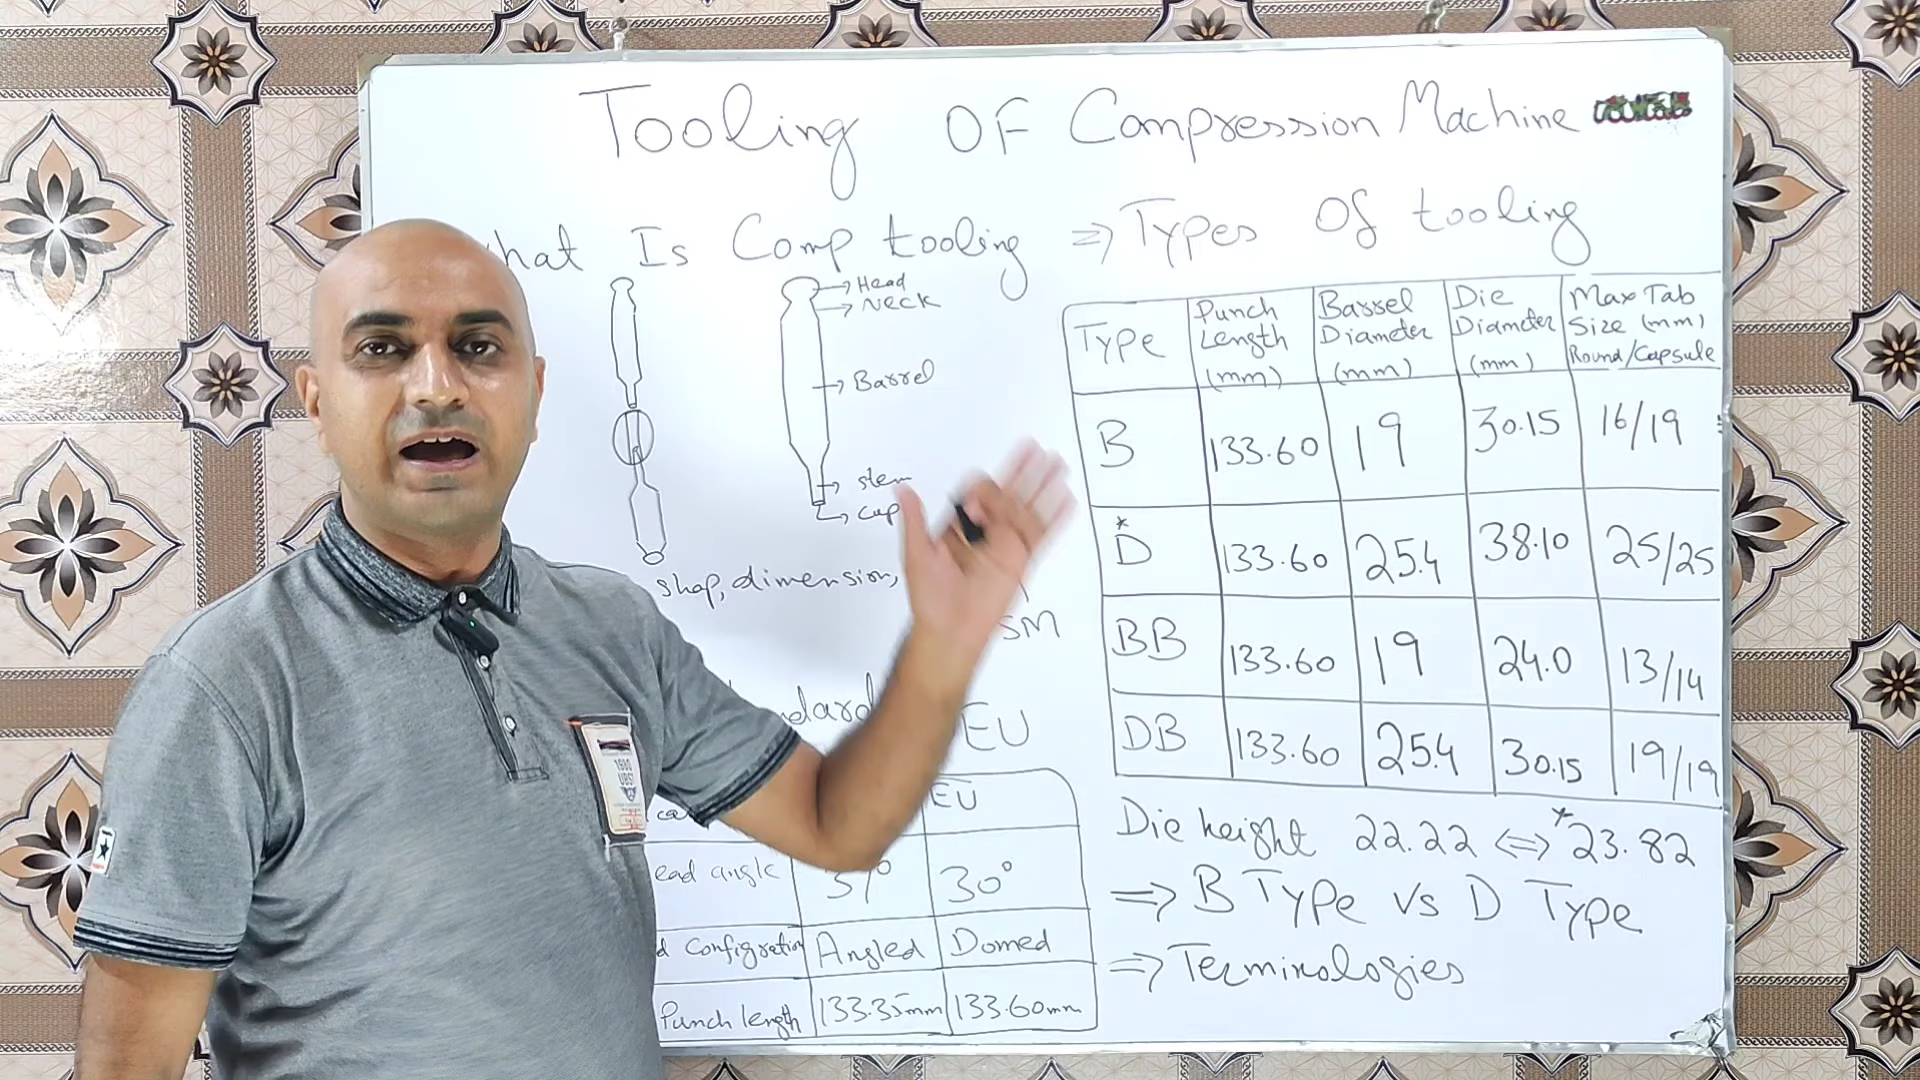 Tooling OF Compression Machine
hat Is Comp tooling
Head
Neck
Barrel
stem
cup
shap, dimension,
SM
ndard
EU
EU
ead angle 37° 30°
d Configration Angled Domed
Punch length 133.35mm 133.60mm
⇒ Types Of tooling
Type Punch Length (mm) Barrel Diameter (mm) Die Diameter (mm) Max Tab Size (mm) Round/Capsule
B 133.60 19 30.15 16/19
*D 133.60 25.4 38.10 25/25
BB 133.60 19 24.0 13/14
DB 133.60 25.4 30.15 19/19
Die height 22.22 ⇔ *23.82
⇒ B Type vs D Type
⇒ Terminologies